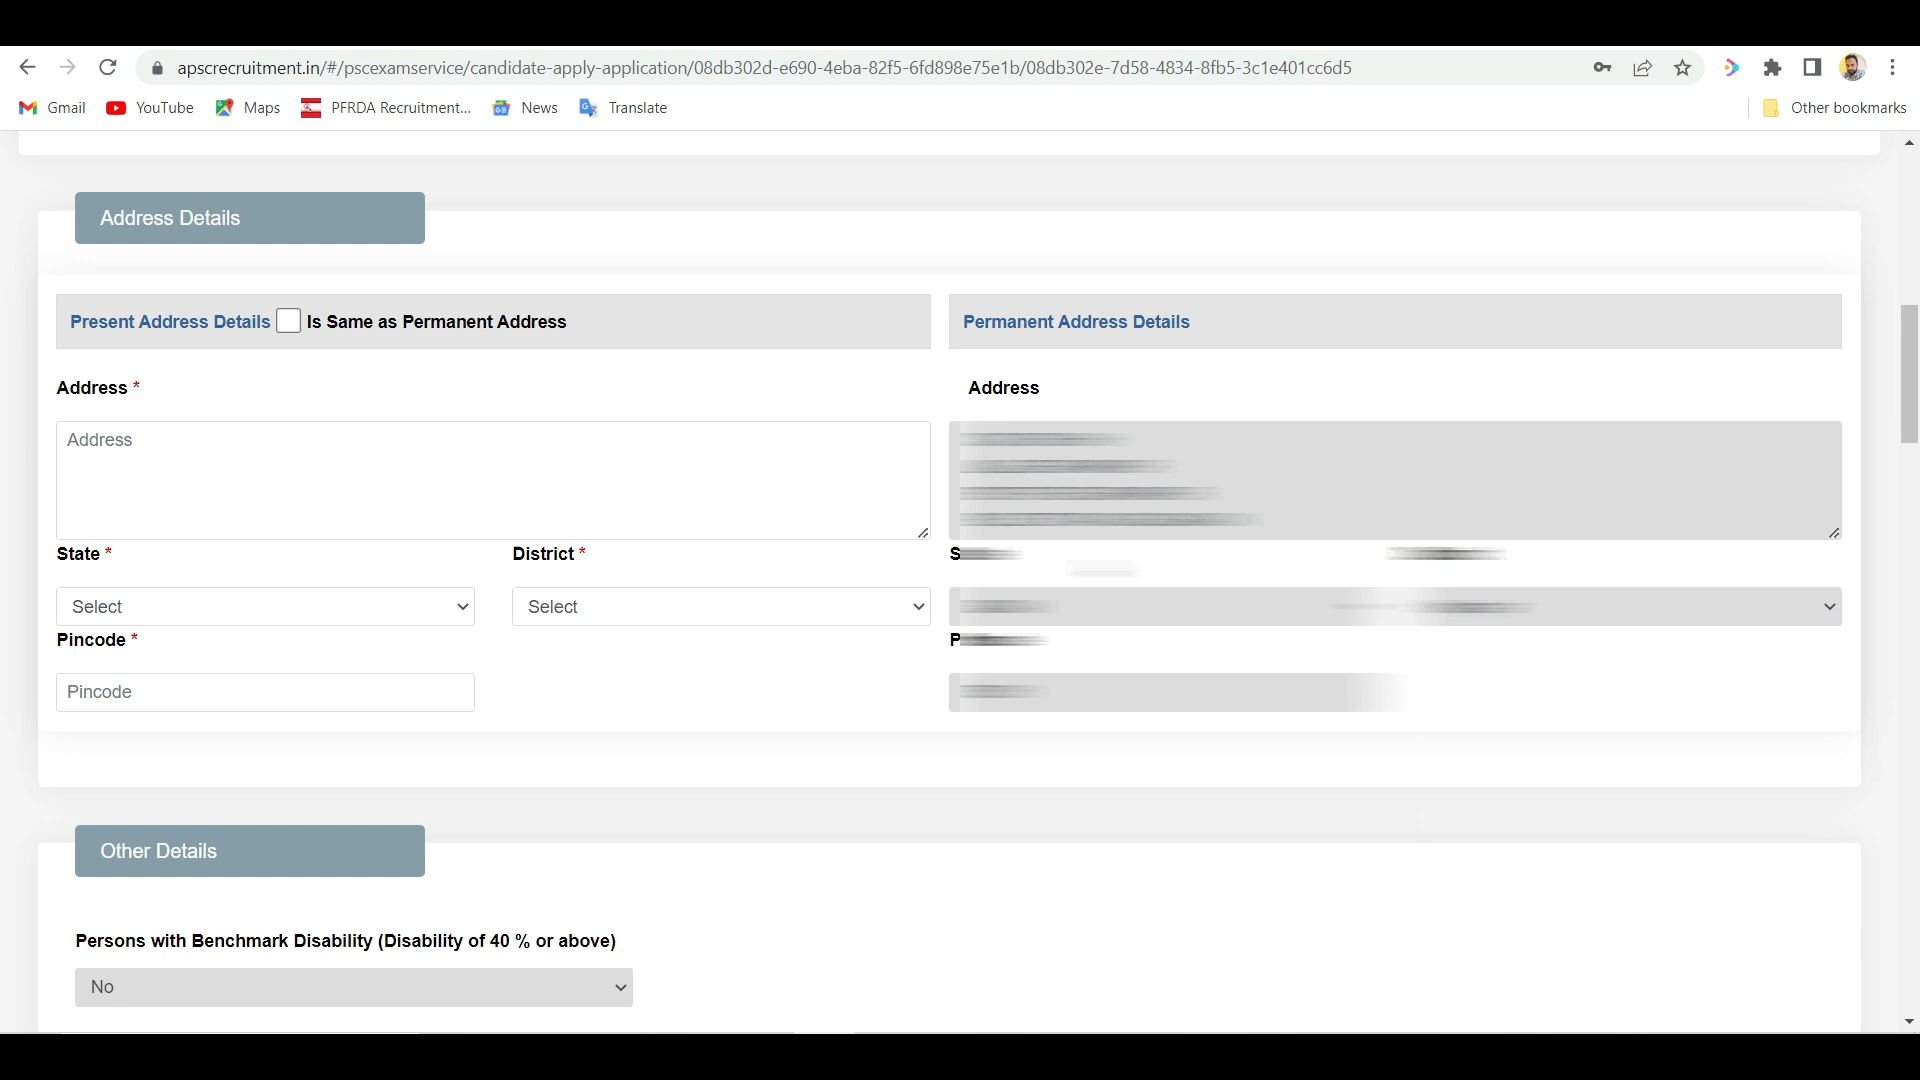 apscrecruitment.in/#/pscexamservice/candidate-apply-application/08db302d-e690-4eba-82f5-6fd898e75e1b/08db302e-7d58-4834-8fb5-3c1e401cc6d5
Gmail YouTube Maps PFRDA Recruitment... News Translate Other bookmarks
Address Details
Present Address Details Is Same as Permanent Address Permanent Address Details
Address * Address
Address
State * District * S
Select Select
Pincode * P
Pincode
Other Details
Persons with Benchmark Disability (Disability of 40 % or above)
No